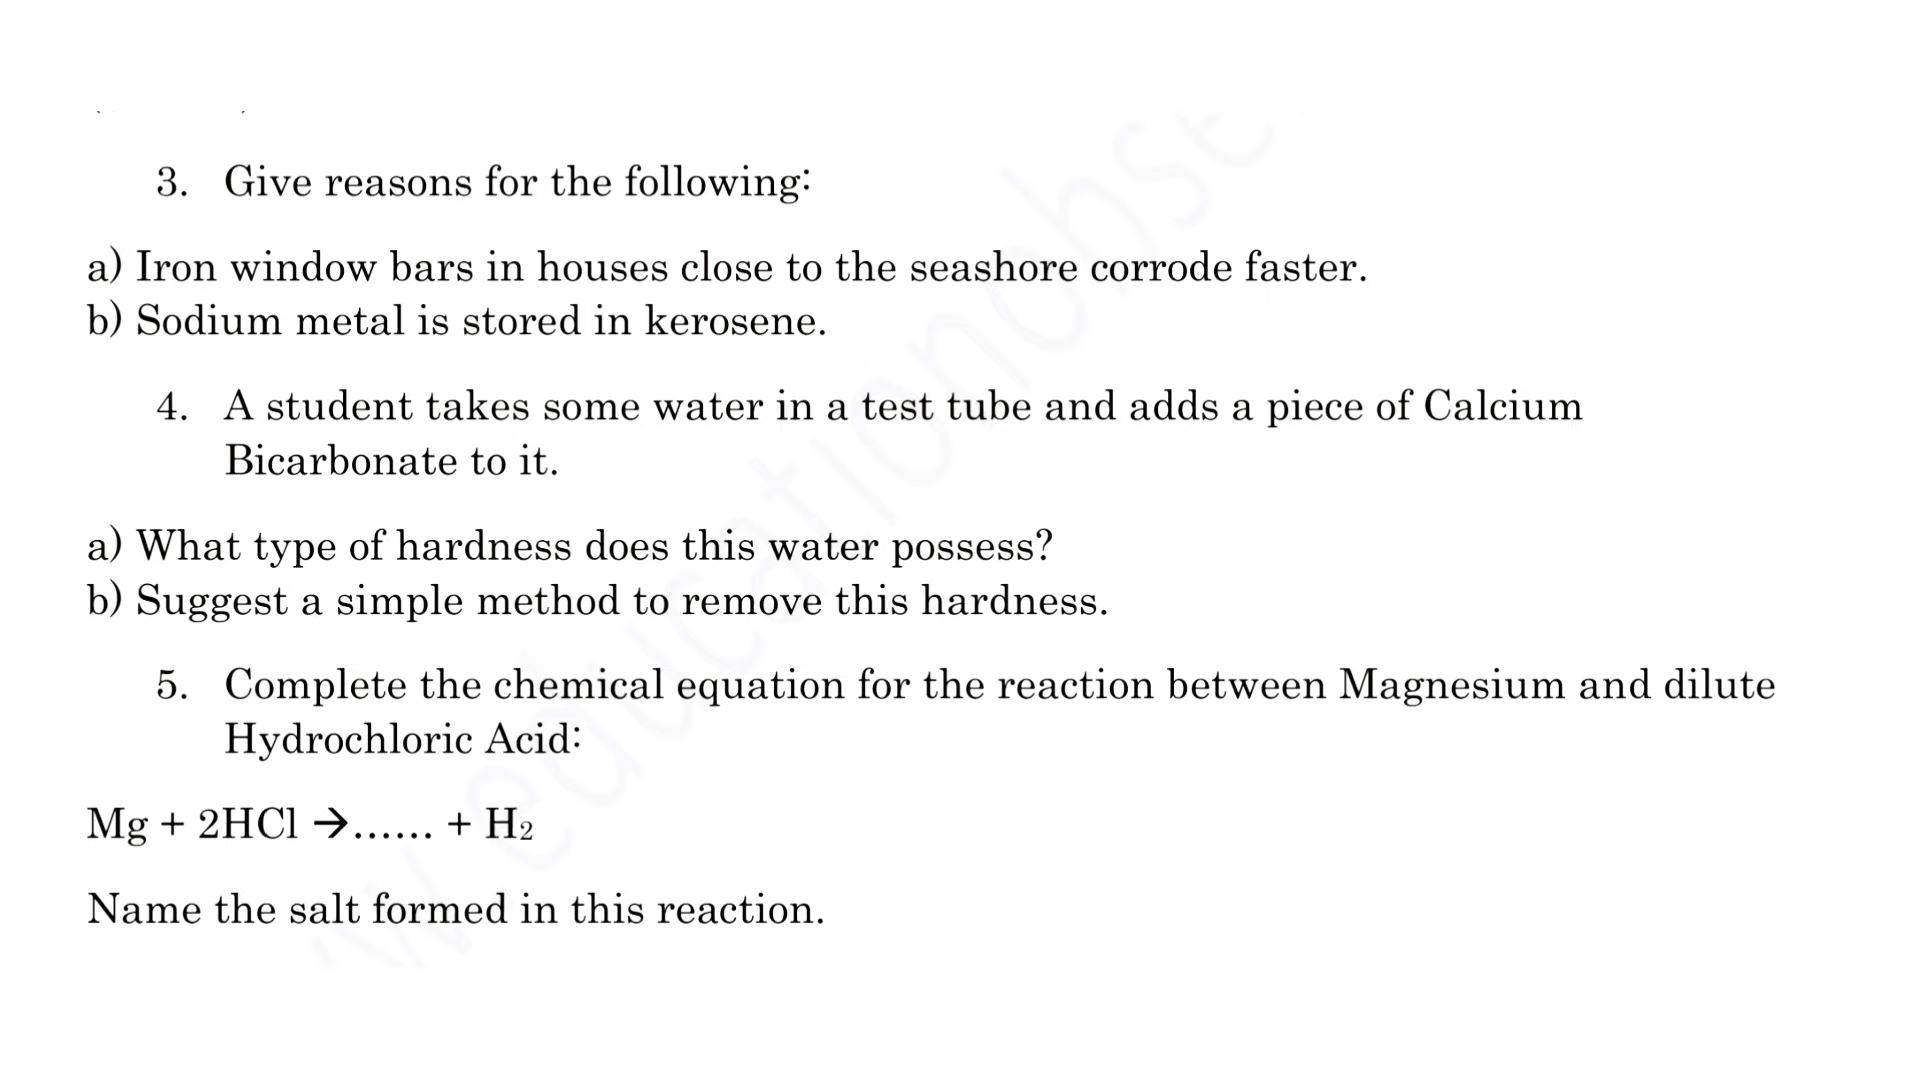 3. Give reasons for the following:
a) Iron window bars in houses close to the seashore corrode faster.
b) Sodium metal is stored in kerosene.
4. A student takes some water in a test tube and adds a piece of Calcium
Bicarbonate to it.
a) What type of hardness does this water possess?
b) Suggest a simple method to remove this hardness.
5. Complete the chemical equation for the reaction between Magnesium and dilute
Hydrochloric Acid:
Mg + 2HCl →...... + H₂
Name the salt formed in this reaction.
w.educationobse